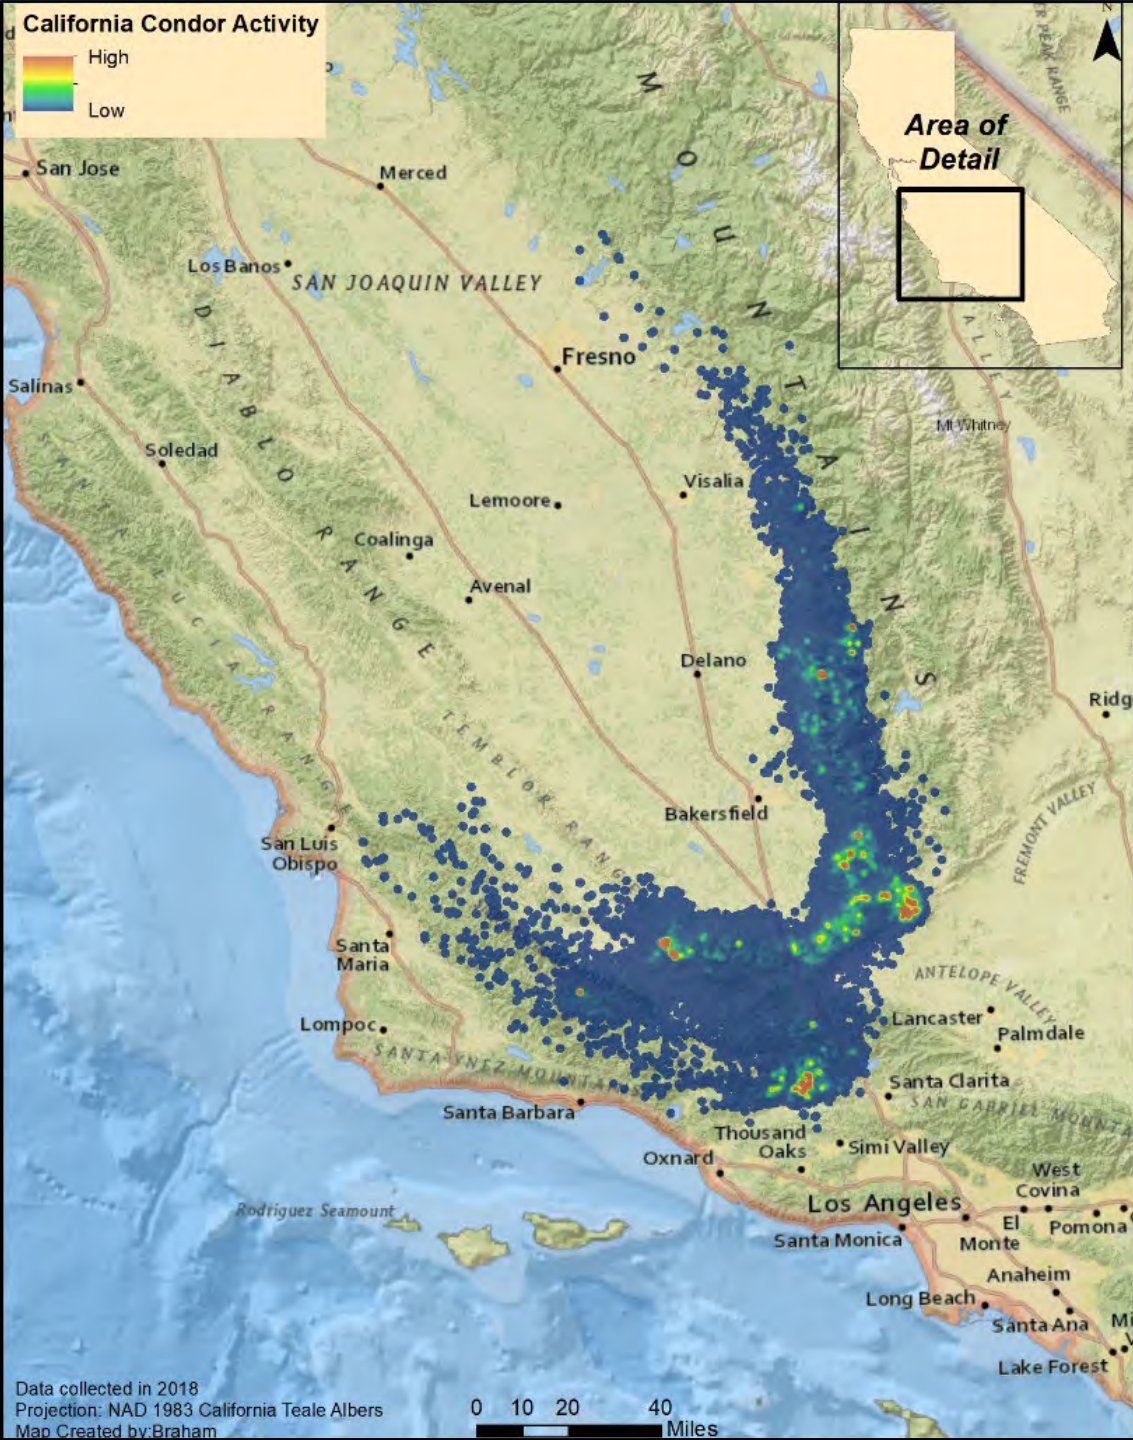 California Condor Activity
High
Low
N
Area of
Detail
San Jose
Merced
Los Banos
SAN JOAQUIN VALLEY
MOUNTAINS
DIABLO RANGE
Fresno
Salinas
Mt Whitney
Soledad
Visalia
Lemoore
Coalinga
Avenal
Delano
Ridg
TEMBLOR RANGE
Bakersfield
FREMONT VALLEY
San Luis
Obispo
Santa
Maria
ANTELOPE VALLEY
Lancaster
Lompoc
Palmdale
SANTA YNEZ MOUNTAINS
Santa Clarita
SAN GABRIEL MOUNTA
Santa Barbara
Thousand
Oaks
Simi Valley
Oxnard
West
Covina
Los Angeles
Rodriguez Seamount
El
Monte
Pomona
Santa Monica
Anaheim
Long Beach
Santa Ana
Mi
V
Lake Forest
Data collected in 2018
Projection: NAD 1983 California Teale Albers
Map Created by:Braham
0 10 20 40
Miles